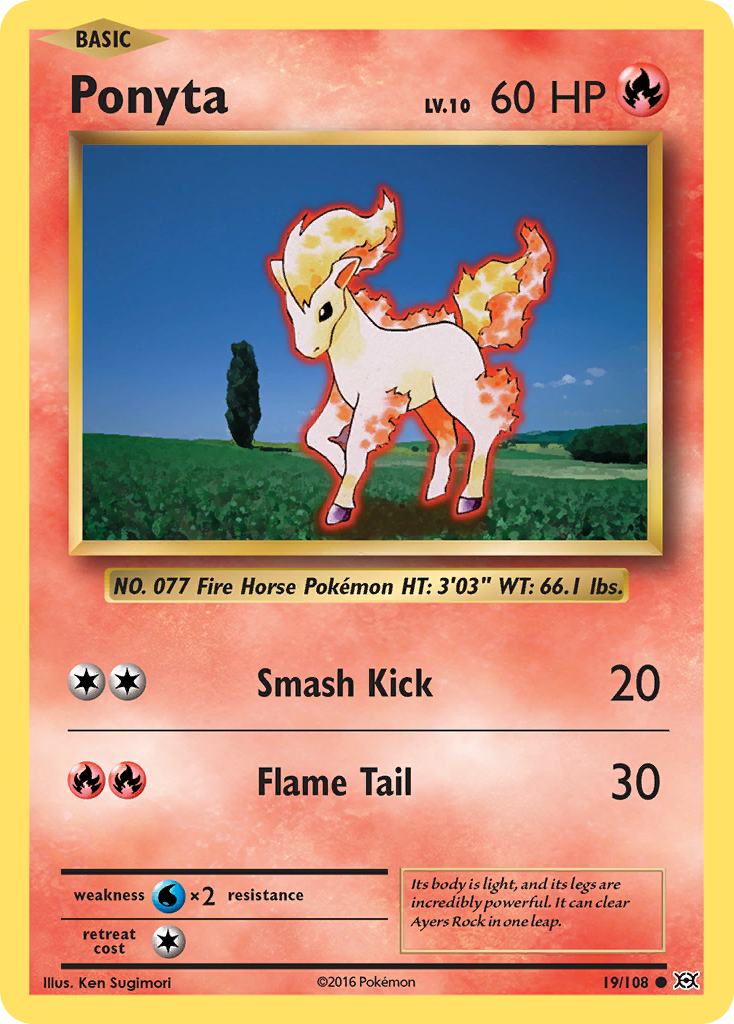 BASIC
Ponyta LV.10 60 HP
NO. 077 Fire Horse Pokémon HT: 3'03" WT: 66.1 lbs.
Smash Kick 20
Flame Tail 30
weakness ×2 resistance
retreat
cost
Its body is light, and its legs are
incredibly powerful. It can clear
Ayers Rock in one leap.
Illus. Ken Sugimori ©2016 Pokémon 19/108